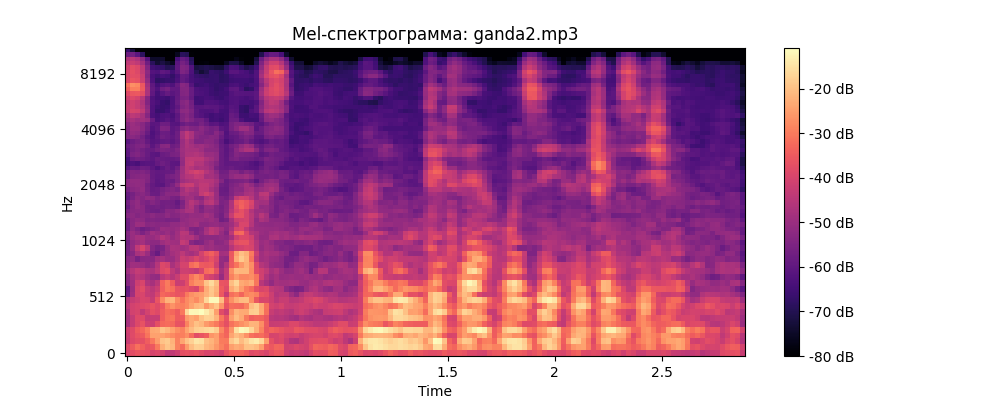 Mel-спектрограмма: ganda2.mp3
8192
4096
2048
1024
512
0
Hz
0 0.5 1 1.5 2 2.5
Time
-20 dB
-30 dB
-40 dB
-50 dB
-60 dB
-70 dB
-80 dB